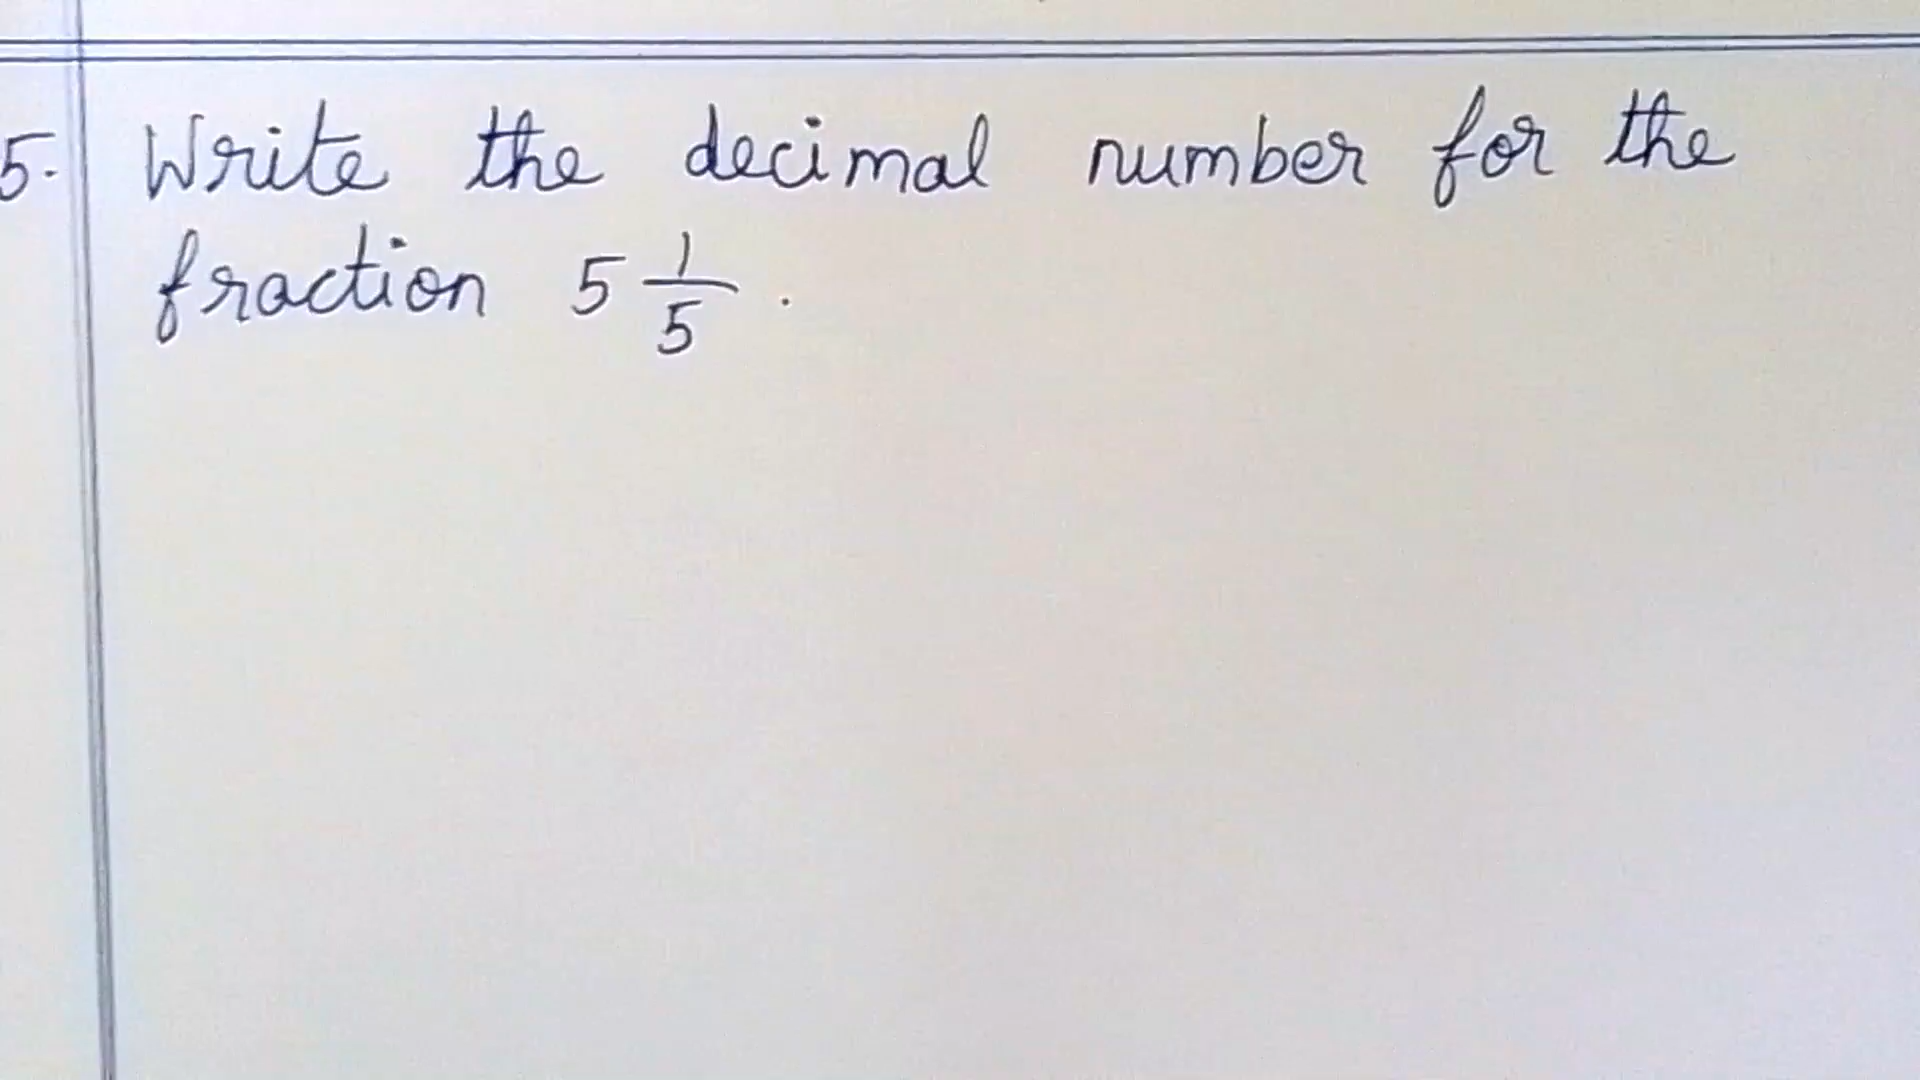 5. Write the decimal number for the
fraction 5 1/5 .